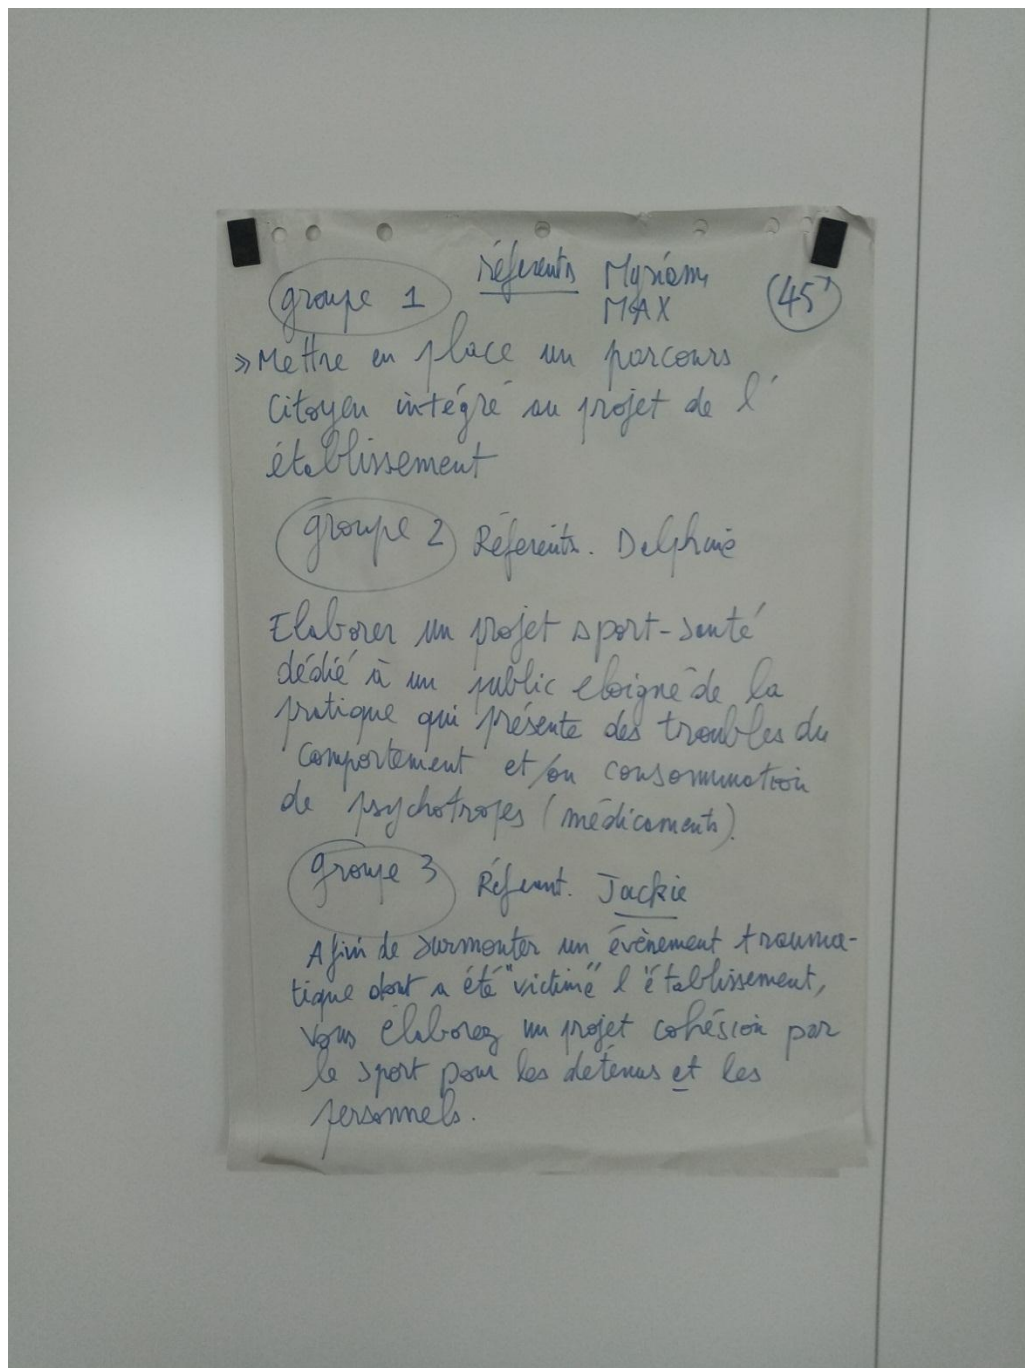 groupe 1 Référents Myriam (45')
MAX
» Mettre en place un parcours
Citoyen intégré au projet de l'
établissement
groupe 2 Réferents. Delphine
Elaborer un projet sport-santé
dédié à un public eloigné de la
pratique qui présente des troubles du
comportement et/ou consommation
de psychotropes (médicaments).
groupe 3 Référent. Jackie
Afin de surmonter un évènement trauma-
tique dont a été "victime" l'établissement,
vous élaborez un projet cohésion par
le sport pour les détenus et les
personnels.